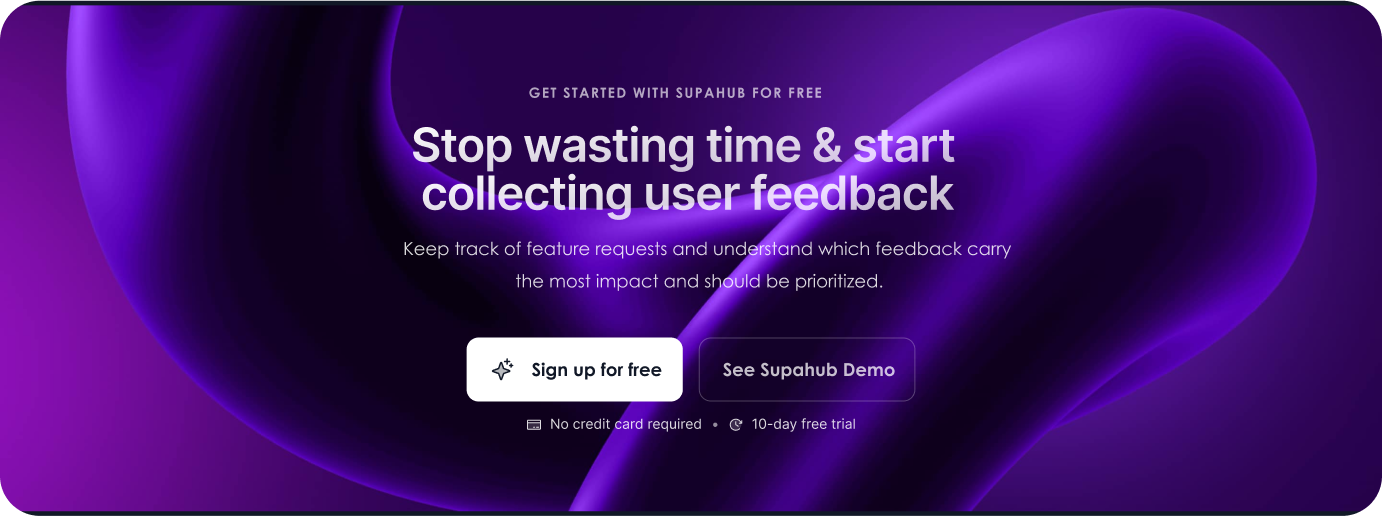 GET STARTED WITH SUPAHUB FOR FREE
Stop wasting time & start
collecting user feedback
Keep track of feature requests and understand which feedback carry
the most impact and should be prioritized.
Sign up for free
See Supahub Demo
No credit card required • 10-day free trial